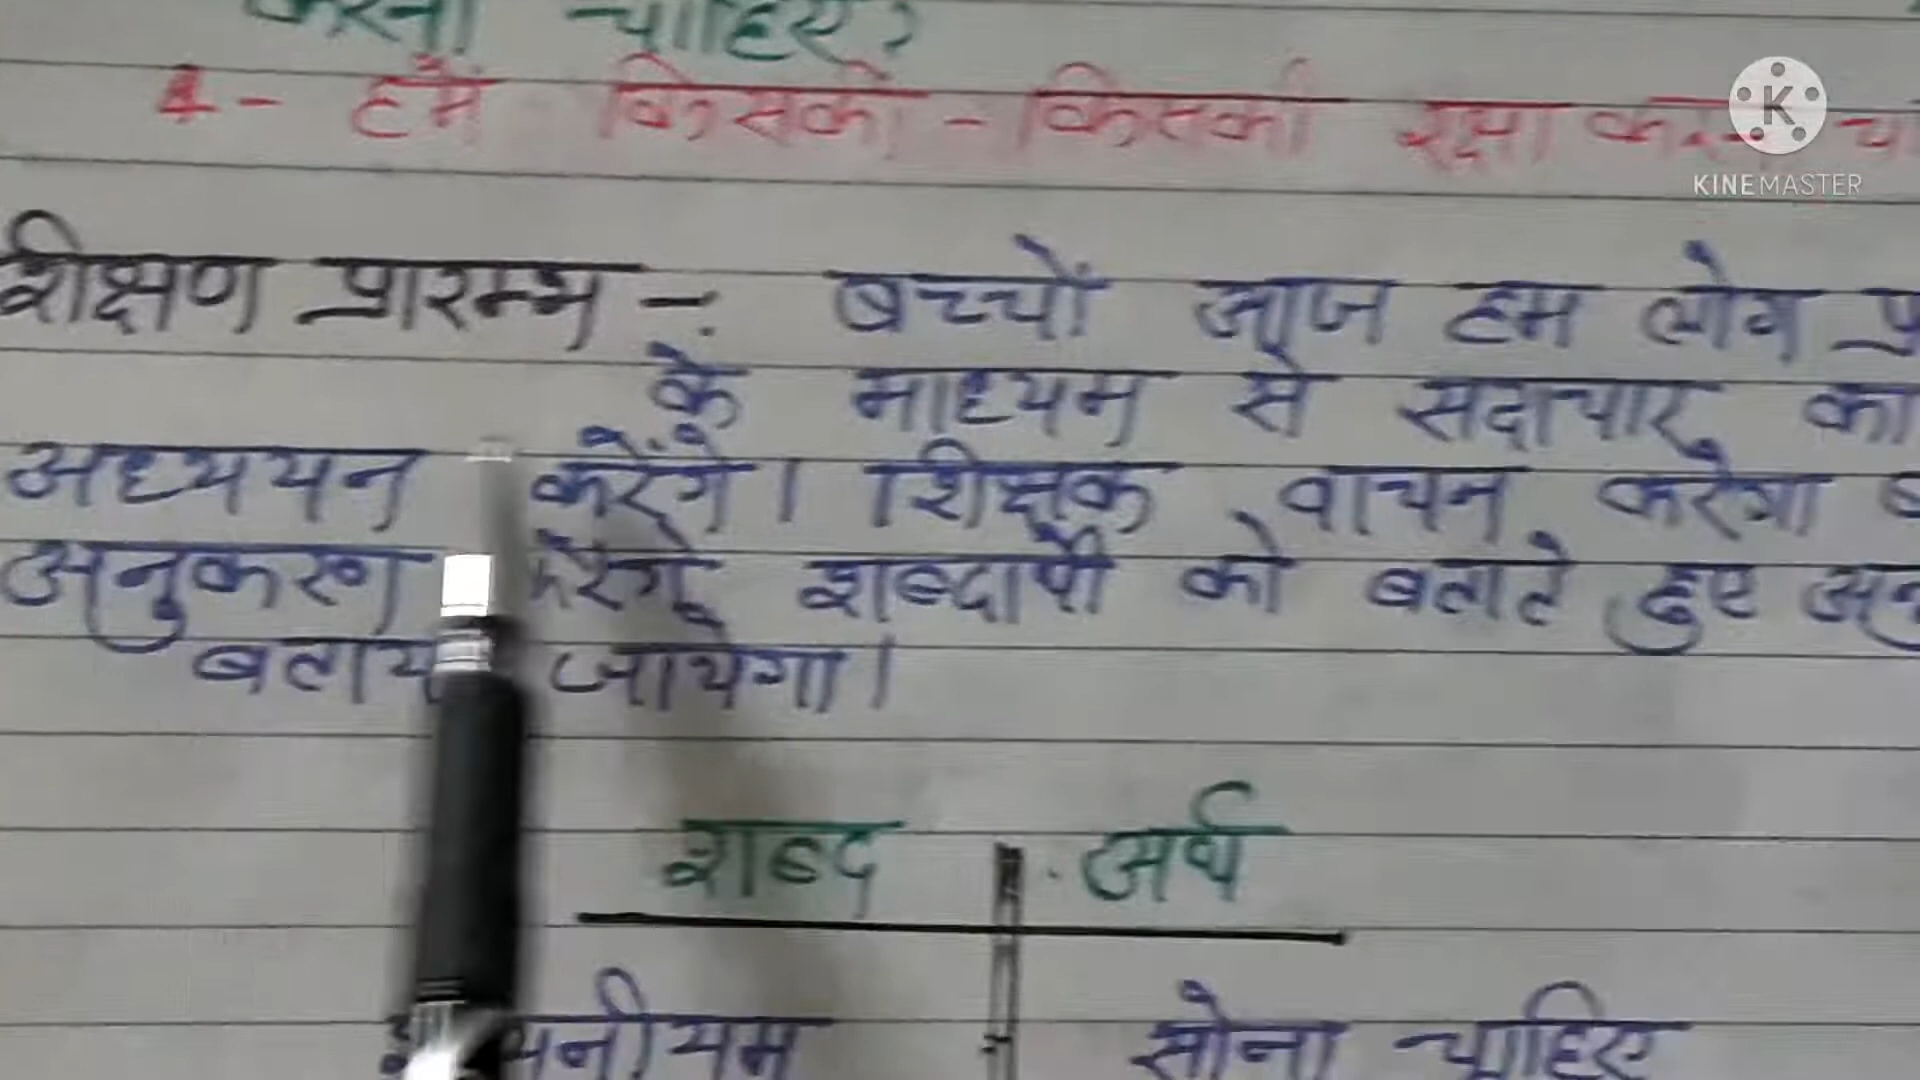 करना चाहिए?
4- हमें किसकी - किसकी रक्षा करनी
KINEMASTER
शीक्षण प्रारम्भ -: बच्चों आज हम लोग
के माध्यम से सदाचार का
अध्ययन करेंगे। शिक्षक वाचन करेगा
अनुकरण करेंगे शब्दार्थो को बताते हुए
जायेगा।
शब्द अर्थ
सोना चाहिए